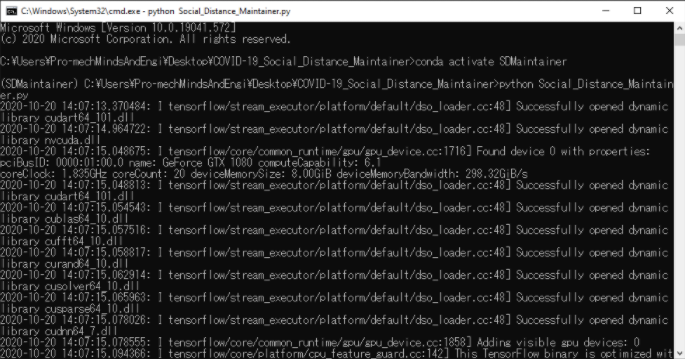 C:\Windows\System32\cmd.exe - python Social_Distance_Maintainer.py
Microsoft Windows [Version 10.0.19041.572]
(c) 2020 Microsoft Corporation. All rights reserved.
C:¥Users¥Pro-mechMindsAndEngi¥Desktop¥COVID-19_Social_Distance_Maintainer>conda activate SDMaintainer
(SDMaintainer) C:¥Users¥Pro-mechMindsAndEngi¥Desktop¥COVID-19_Social_Distance_Maintainer>python Social_Distance_Maintain
er.py
2020-10-20 14:07:13.370484: I tensorflow/stream_executor/platform/default/dso_loader.cc:48] Successfully opened dynamic
library cudart64_101.dll
2020-10-20 14:07:14.964722: I tensorflow/stream_executor/platform/default/dso_loader.cc:48] Successfully opened dynamic
library nvcuda.dll
2020-10-20 14:07:15.048675: I tensorflow/core/common_runtime/gpu/gpu_device.cc:1716] Found device 0 with properties:
pciBusID: 0000:01:00.0 name: GeForce GTX 1080 computeCapability: 6.1
coreClock: 1.835GHz coreCount: 20 deviceMemorySize: 8.00GiB deviceMemoryBandwidth: 298.32GiB/s
2020-10-20 14:07:15.048813: I tensorflow/stream_executor/platform/default/dso_loader.cc:48] Successfully opened dynamic
library cudart64_101.dll
2020-10-20 14:07:15.054543: I tensorflow/stream_executor/platform/default/dso_loader.cc:48] Successfully opened dynamic
library cublas64_10.dll
2020-10-20 14:07:15.057516: I tensorflow/stream_executor/platform/default/dso_loader.cc:48] Successfully opened dynamic
library cufft64_10.dll
2020-10-20 14:07:15.058817: I tensorflow/stream_executor/platform/default/dso_loader.cc:48] Successfully opened dynamic
library curand64_10.dll
2020-10-20 14:07:15.062914: I tensorflow/stream_executor/platform/default/dso_loader.cc:48] Successfully opened dynamic
library cusolver64_10.dll
2020-10-20 14:07:15.065963: I tensorflow/stream_executor/platform/default/dso_loader.cc:48] Successfully opened dynamic
library cusparse64_10.dll
2020-10-20 14:07:15.078026: I tensorflow/stream_executor/platform/default/dso_loader.cc:48] Successfully opened dynamic
library cudnn64_7.dll
2020-10-20 14:07:15.078555: I tensorflow/core/common_runtime/gpu/gpu_device.cc:1858] Adding visible gpu devices: 0
2020-10-20 14:07:15.094366: I tensorflow/core/platform/cpu_feature_guard.cc:142] This TensorFlow binary is optimized wit